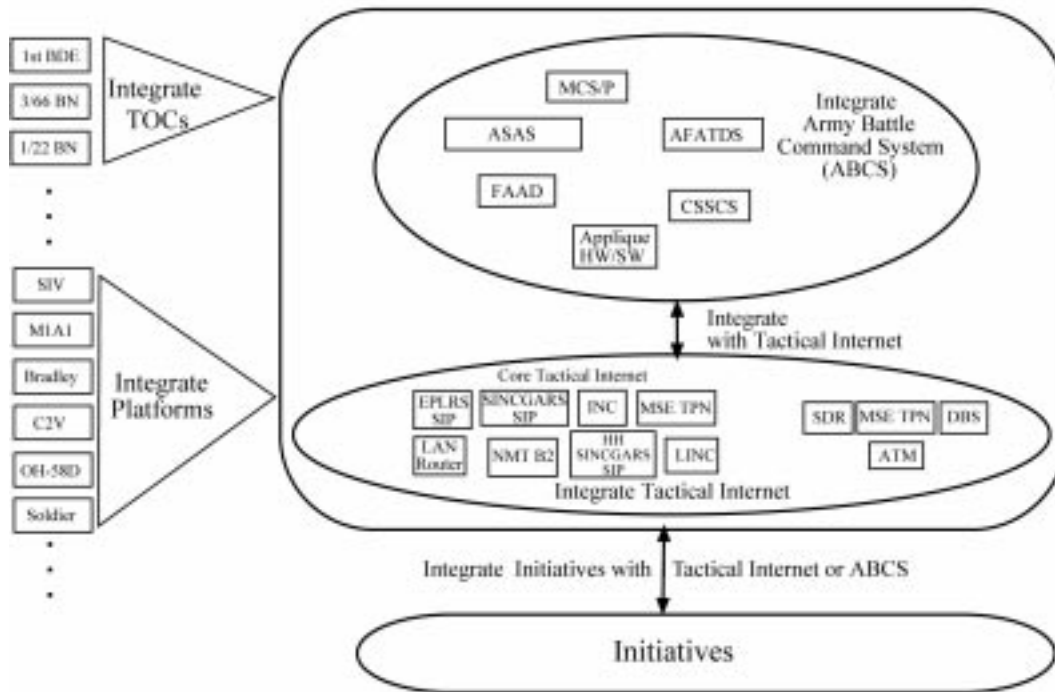 1st BDE
3/66 BN
1/22 BN
Integrate
TOCs
SIV
M1A1
Bradley
C2V
OH-58D
Soldier
Integrate
Platforms
MCS/P
ASAS
AFATDS
FAAD
CSSCS
Applique
HW/SW
Integrate
Army Battle
Command System
(ABCS)
Integrate
with Tactical Internet
Core Tactical Internet
EPLRS
SIP
SINCGARS
SIP
INC
MSE TPN
SDR
MSE TPN
DBS
LAN
Router
NMT B2
HH
SINCGARS
SIP
LINC
ATM
Integrate Tactical Internet
Integrate Initiatives with Tactical Internet or ABCS
Initiatives